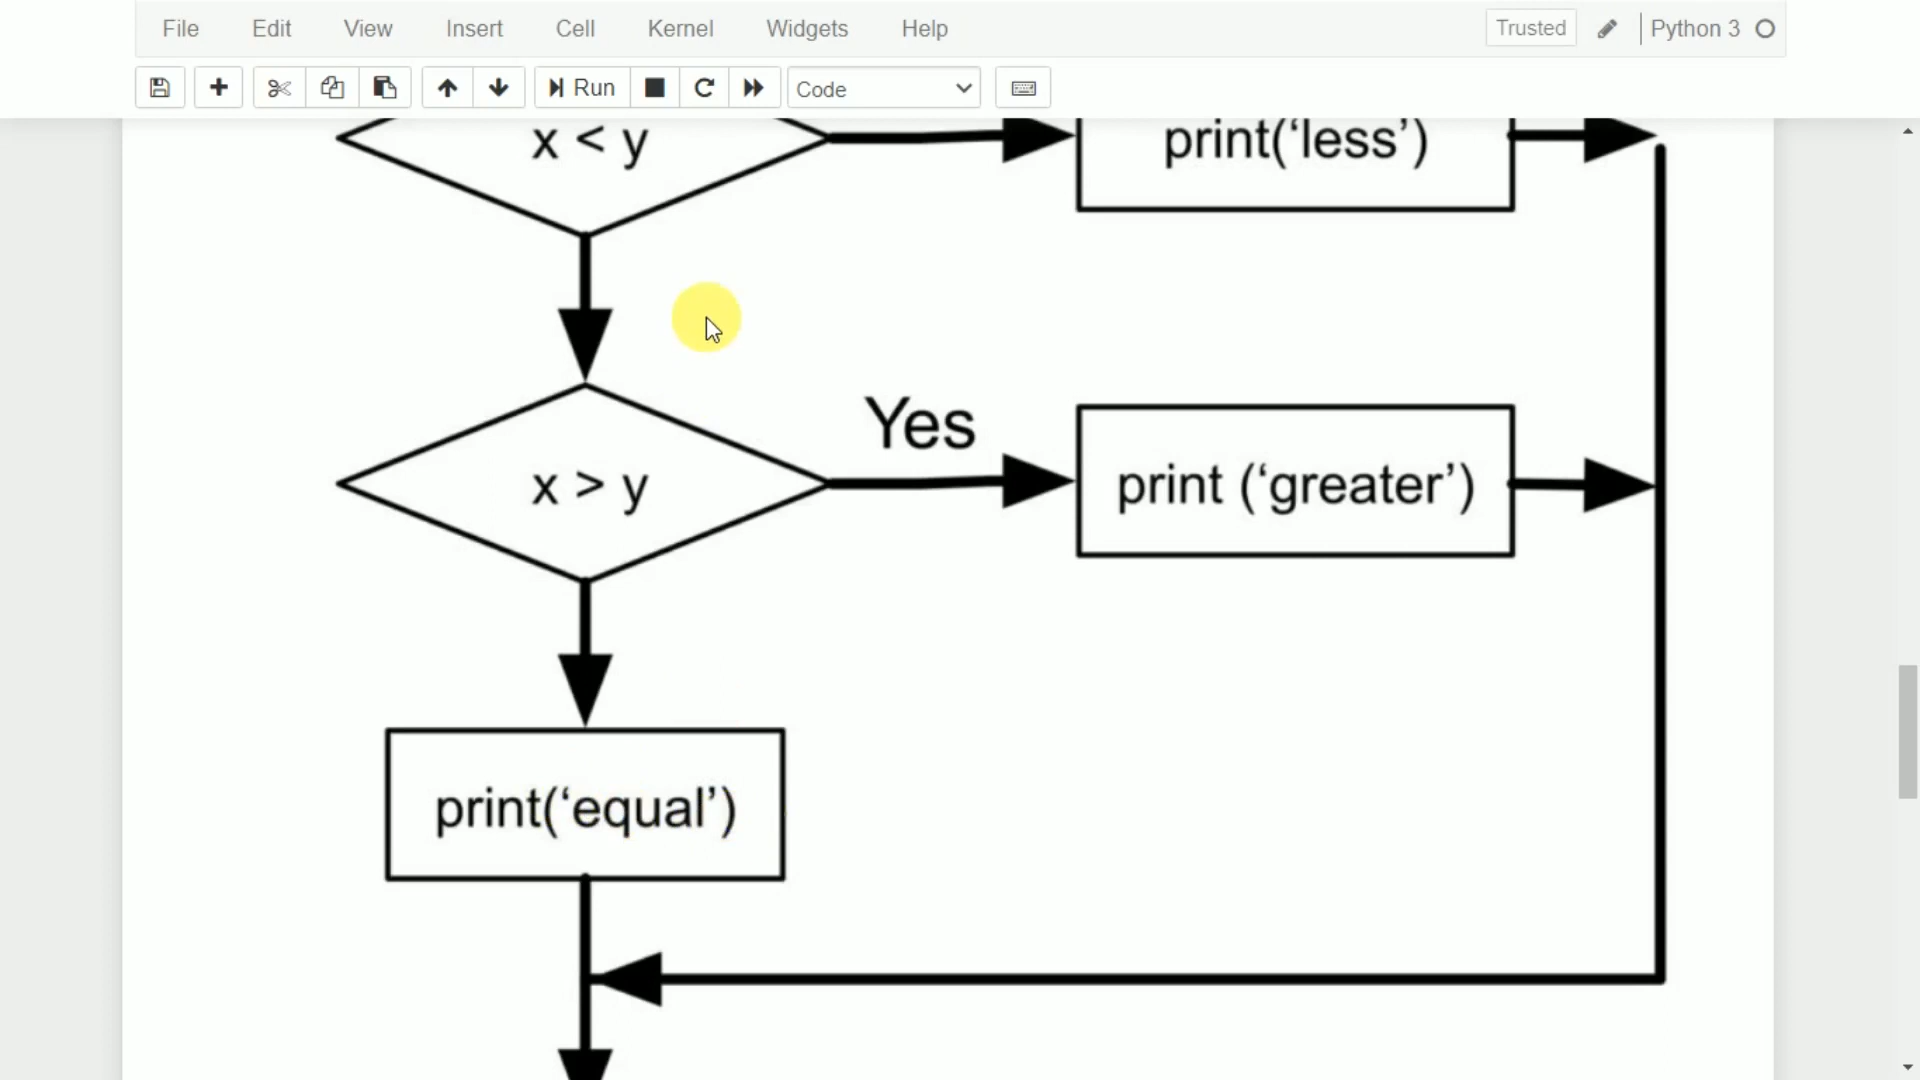 File Edit View Insert Cell Kernel Widgets Help Trusted Python 3
Run Code
x < y print(‘less’)
Yes
x > y print (‘greater’)
print(‘equal’)